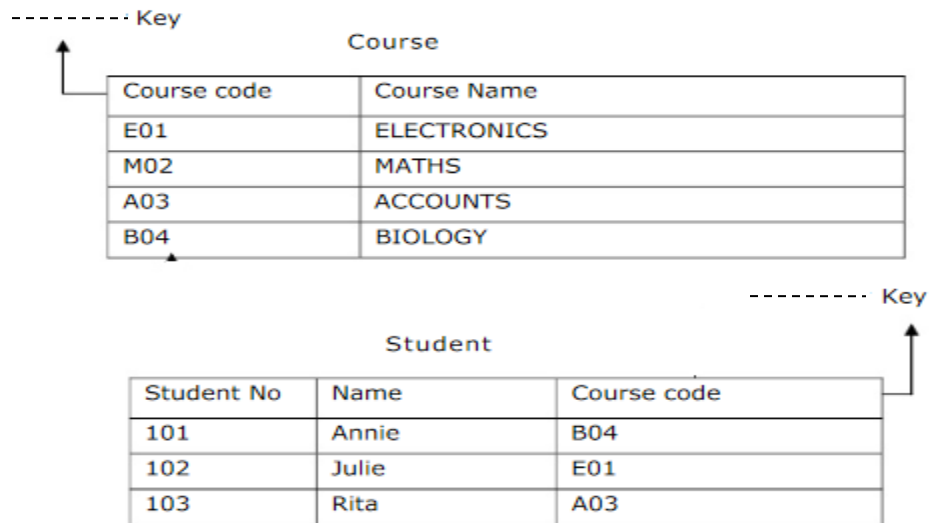 ----------- Key
Course
Course code Course Name
E01 ELECTRONICS
M02 MATHS
A03 ACCOUNTS
B04 BIOLOGY
---------- Key
Student
Student No Name Course code
101 Annie B04
102 Julie E01
103 Rita A03